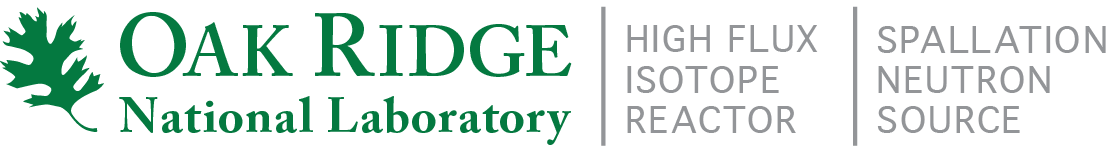 OAK RIDGE
National Laboratory
HIGH FLUX
ISOTOPE
REACTOR
SPALLATION
NEUTRON
SOURCE